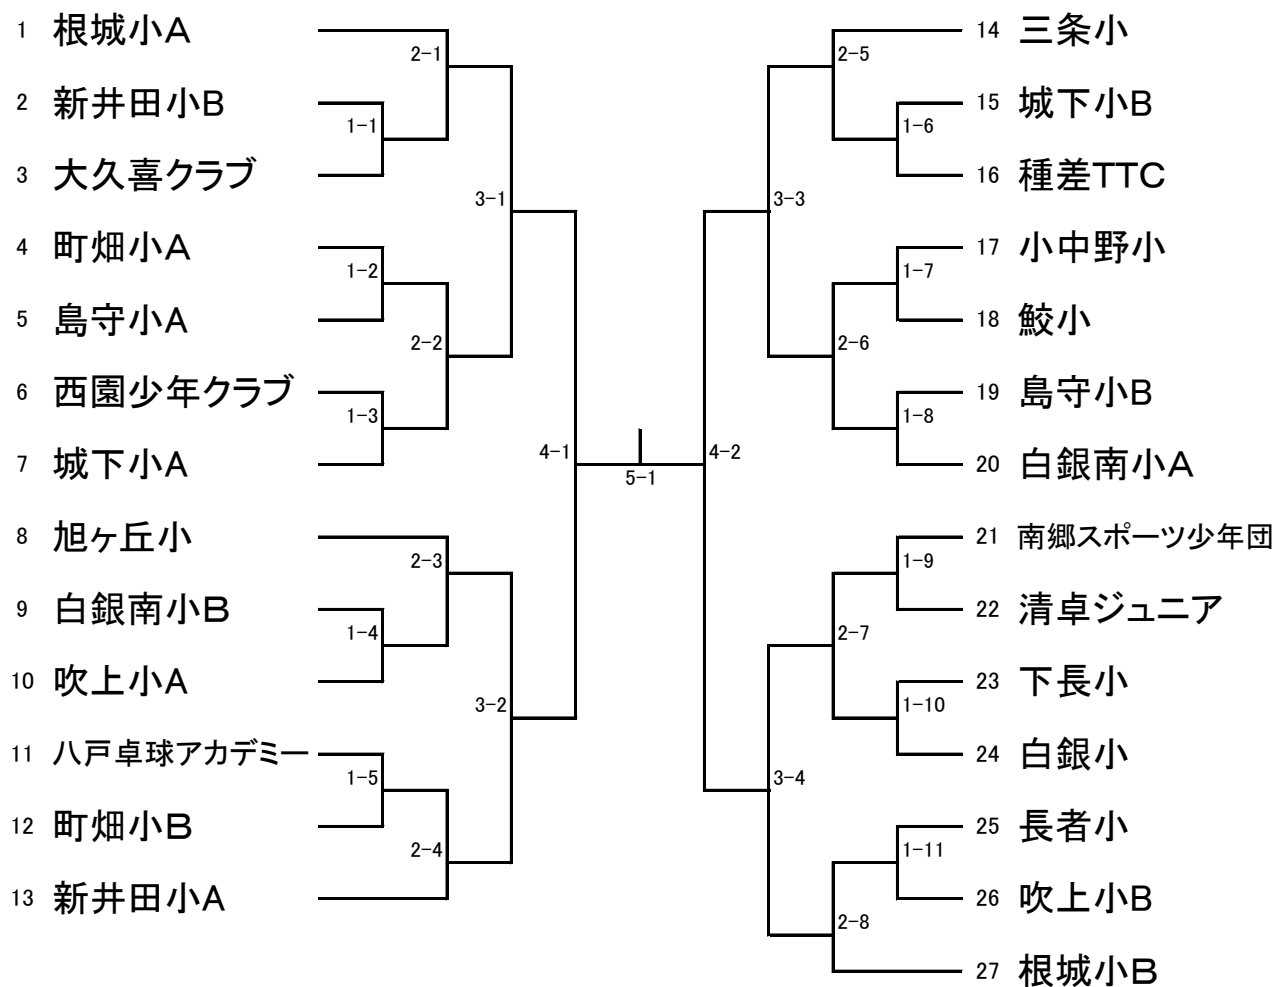 1 根城小A
2 新井田小B
3 大久喜クラブ
4 町畑小A
5 島守小A
6 西園少年クラブ
7 城下小A
8 旭ヶ丘小
9 白銀南小B
10 吹上小A
11 八戸卓球アカデミー
12 町畑小B
13 新井田小A
1-1
1-2
1-3
1-4
1-5
2-1
2-2
2-3
2-4
3-1
3-2
4-1
5-1
4-2
3-3
3-4
2-5
2-6
2-7
2-8
1-6
1-7
1-8
1-9
1-10
1-11
14 三条小
15 城下小B
16 種差TTC
17 小中野小
18 鮫小
19 島守小B
20 白銀南小A
21 南郷スポーツ少年団
22 清卓ジュニア
23 下長小
24 白銀小
25 長者小
26 吹上小B
27 根城小B